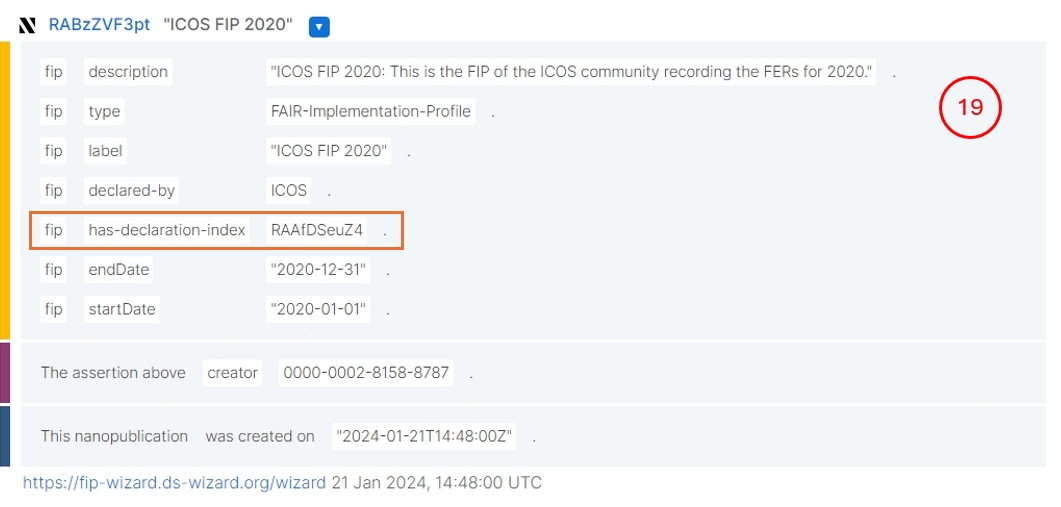 RABzZVF3pt "ICOS FIP 2020"
fip description "ICOS FIP 2020: This is the FIP of the ICOS community recording the FERs for 2020." .
19
fip type FAIR-Implementation-Profile .
fip label "ICOS FIP 2020" .
fip declared-by ICOS .
fip has-declaration-index RAAfDSeuZ4 .
fip endDate "2020-12-31" .
fip startDate "2020-01-01" .
The assertion above creator 0000-0002-8158-8787 .
This nanopublication was created on "2024-01-21T14:48:00Z" .
https://fip-wizard.ds-wizard.org/wizard 21 Jan 2024, 14:48:00 UTC